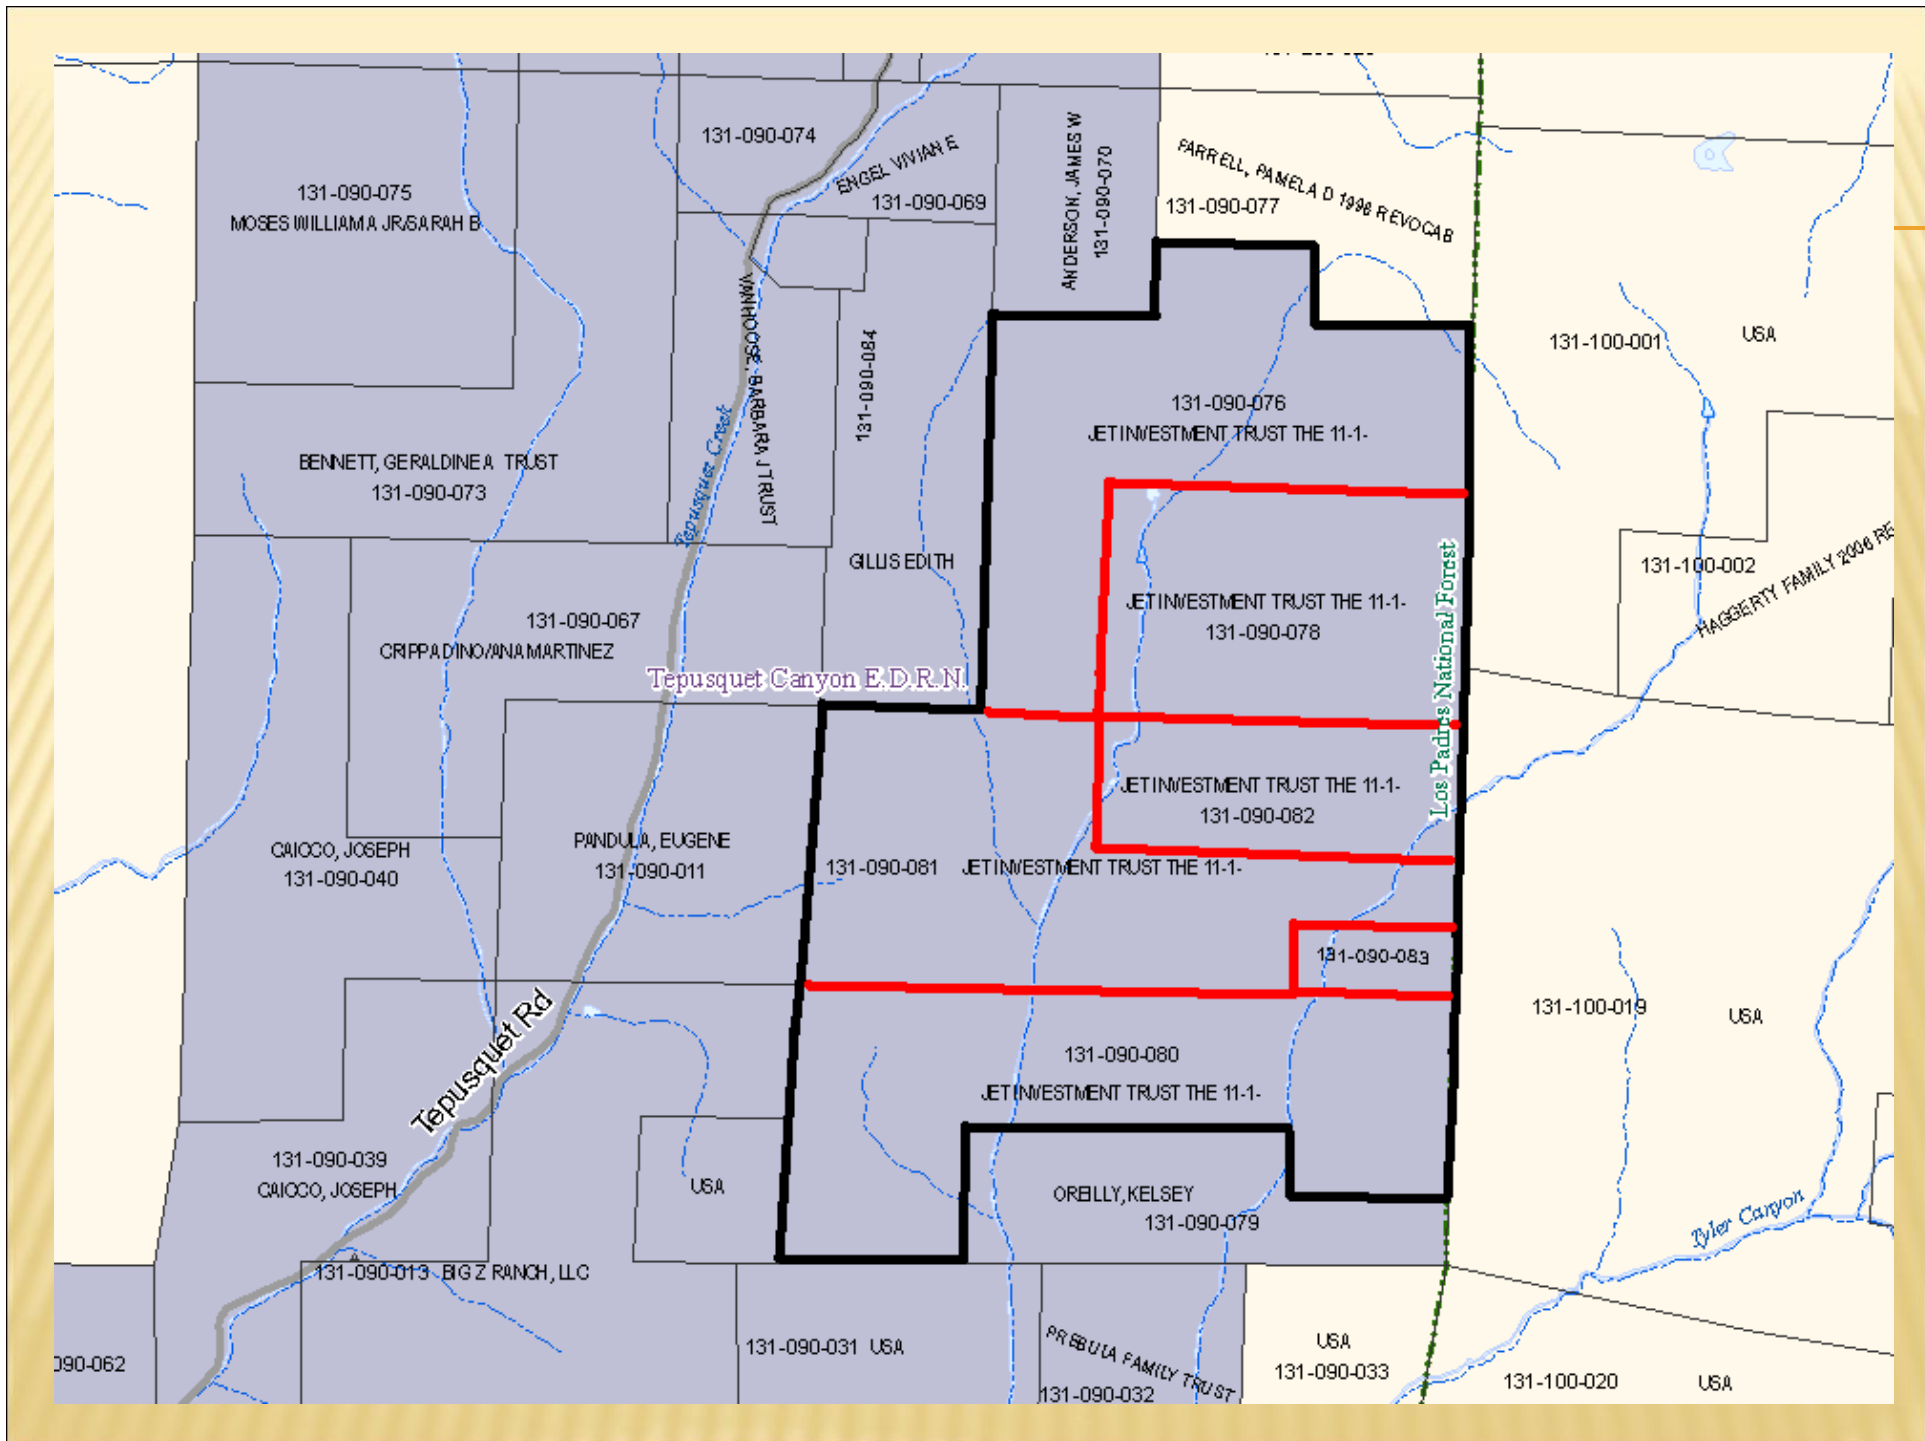 131-090-074
ENGEL VIVIAN E
131-090-069
ANDERSON, JAMES W
131-090-070
FARRELL, PAMELA D 1996 REVOCAB
131-090-077
131-090-075
MOSES WILLIAM A JR/SARAH B
VANHOOSE, BARBARA J TRUST
131-090-084
131-100-001
USA
131-090-076
JET INVESTMENT TRUST THE 11-1-
Tepusquet Creek
BENNETT, GERALDINE A TRUST
131-090-073
GILLIS EDITH
131-100-002
HAGGERTY FAMILY 2006 RE
JET INVESTMENT TRUST THE 11-1-
131-090-078
Los Padres National Forest
131-090-067
CRIPPA DINO/ANA MARTINEZ
Tepusquet Canyon E.D.R.N.
JET INVESTMENT TRUST THE 11-1-
131-090-082
CAIOCO, JOSEPH
131-090-040
PANDULA, EUGENE
131-090-011
131-090-081 JET INVESTMENT TRUST THE 11-1-
131-090-083
131-100-019
USA
Tepusquet Rd
131-090-080
JET INVESTMENT TRUST THE 11-1-
131-090-039
CAIOCO, JOSEPH
USA
OREILLY, KELSEY
131-090-079
Tyler Canyon
131-090-013 BIG Z RANCH, LLC
090-062
131-090-031 USA
PREBULA FAMILY TRUST
131-090-032
USA
131-090-033
131-100-020
USA